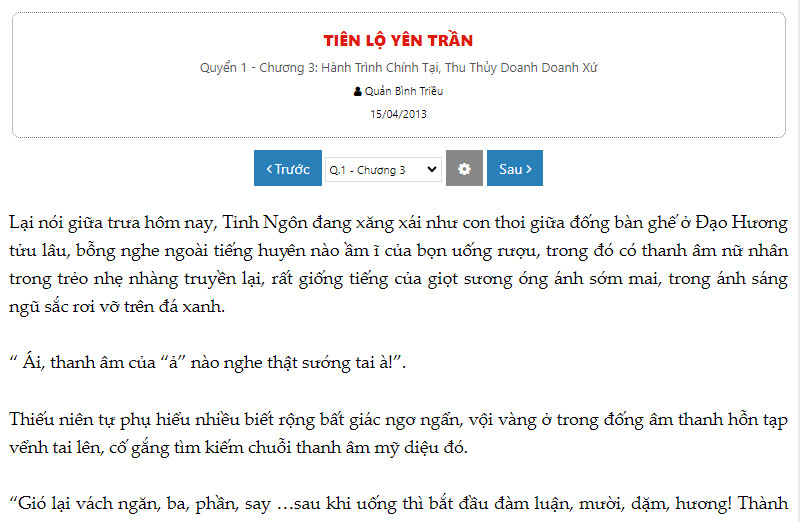 TIÊN LỘ YÊN TRẦN
Quyển 1 - Chương 3: Hành Trình Chính Tại, Thu Thủy Doanh Doanh Xứ
Quản Bình Triều
15/04/2013
‹ Trước
Q.1 - Chương 3
Sau ›
Lại nói giữa trưa hôm nay, Tinh Ngôn đang xăng xái như con thoi giữa đống bàn ghế ở Đạo Hương
tửu lâu, bỗng nghe ngoài tiếng huyên náo ầm ĩ của bọn uống rượu, trong đó có thanh âm nữ nhân
trong trẻo nhẹ nhàng truyền lại, rất giống tiếng của giọt sương óng ánh sớm mai, trong ánh sáng
ngũ sắc rơi vỡ trên đá xanh.
“ Ái, thanh âm của “ả” nào nghe thật sướng tai à!”.
Thiếu niên tự phụ hiểu nhiều biết rộng bất giác ngơ ngẩn, vội vàng ở trong đống âm thanh hỗn tạp
vểnh tai lên, cố gắng tìm kiếm chuỗi thanh âm mỹ diệu đó.
“Gió lại vách ngăn, ba, phần, say …sau khi uống thì bắt đầu đàm luận, mười, dặm, hương! Thành